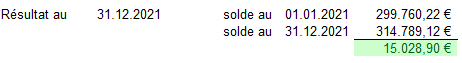 Résultat au 31.12.2021 solde au 01.01.2021 299.760,22 €
solde au 31.12.2021 314.789,12 €
15.028,90 €